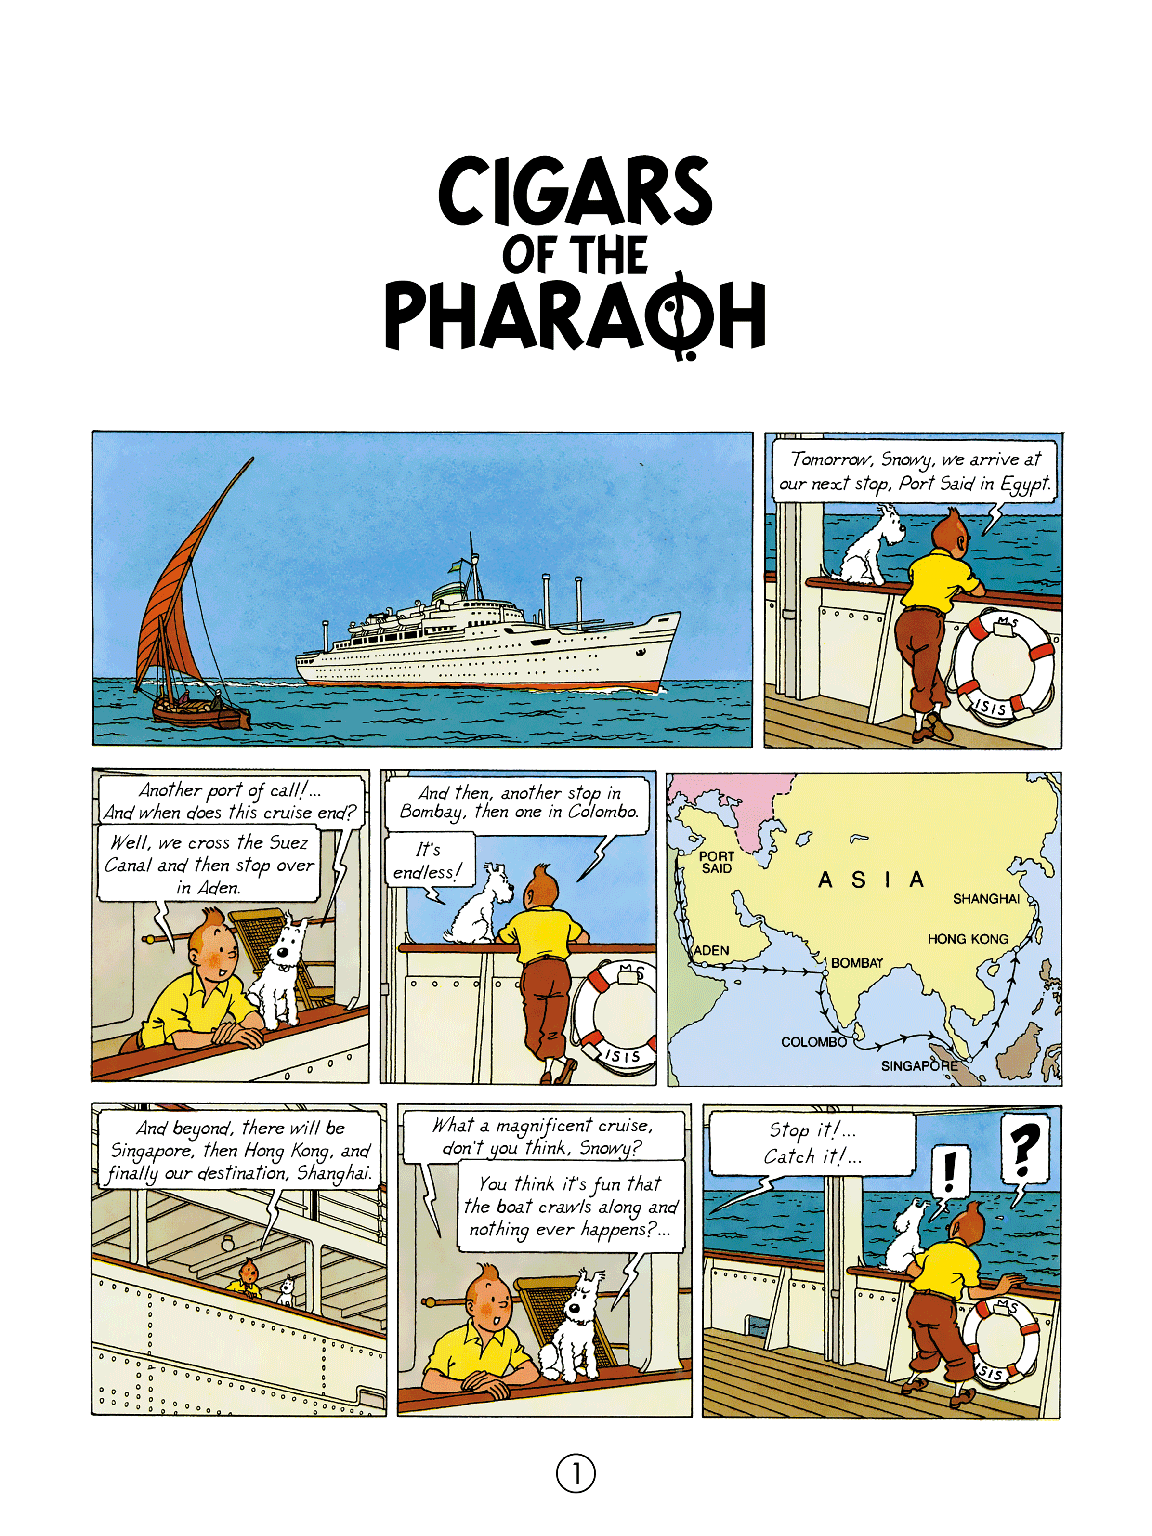 CIGARS
OF THE
PHARAOH
Tomorrow, Snowy, we arrive at
our next stop, Port Said in Egypt.
MS
ISIS
Another port of call!...
And when does this cruise end?
Well, we cross the Suez
Canal and then stop over
in Aden.
And then, another stop in
Bombay, then one in Colombo.
It's
endless!
MS
ISIS
PORT
SAID
ASIA
SHANGHAI
HONG KONG
ADEN
BOMBAY
COLOMBO
SINGAPORE
And beyond, there will be
Singapore, then Hong Kong, and
finally our destination, Shanghai.
What a magnificent cruise,
don't you think, Snowy?
You think it's fun that
the boat crawls along and
nothing ever happens?...
Stop it!...
Catch it!...
!
?
MS
ISIS
1